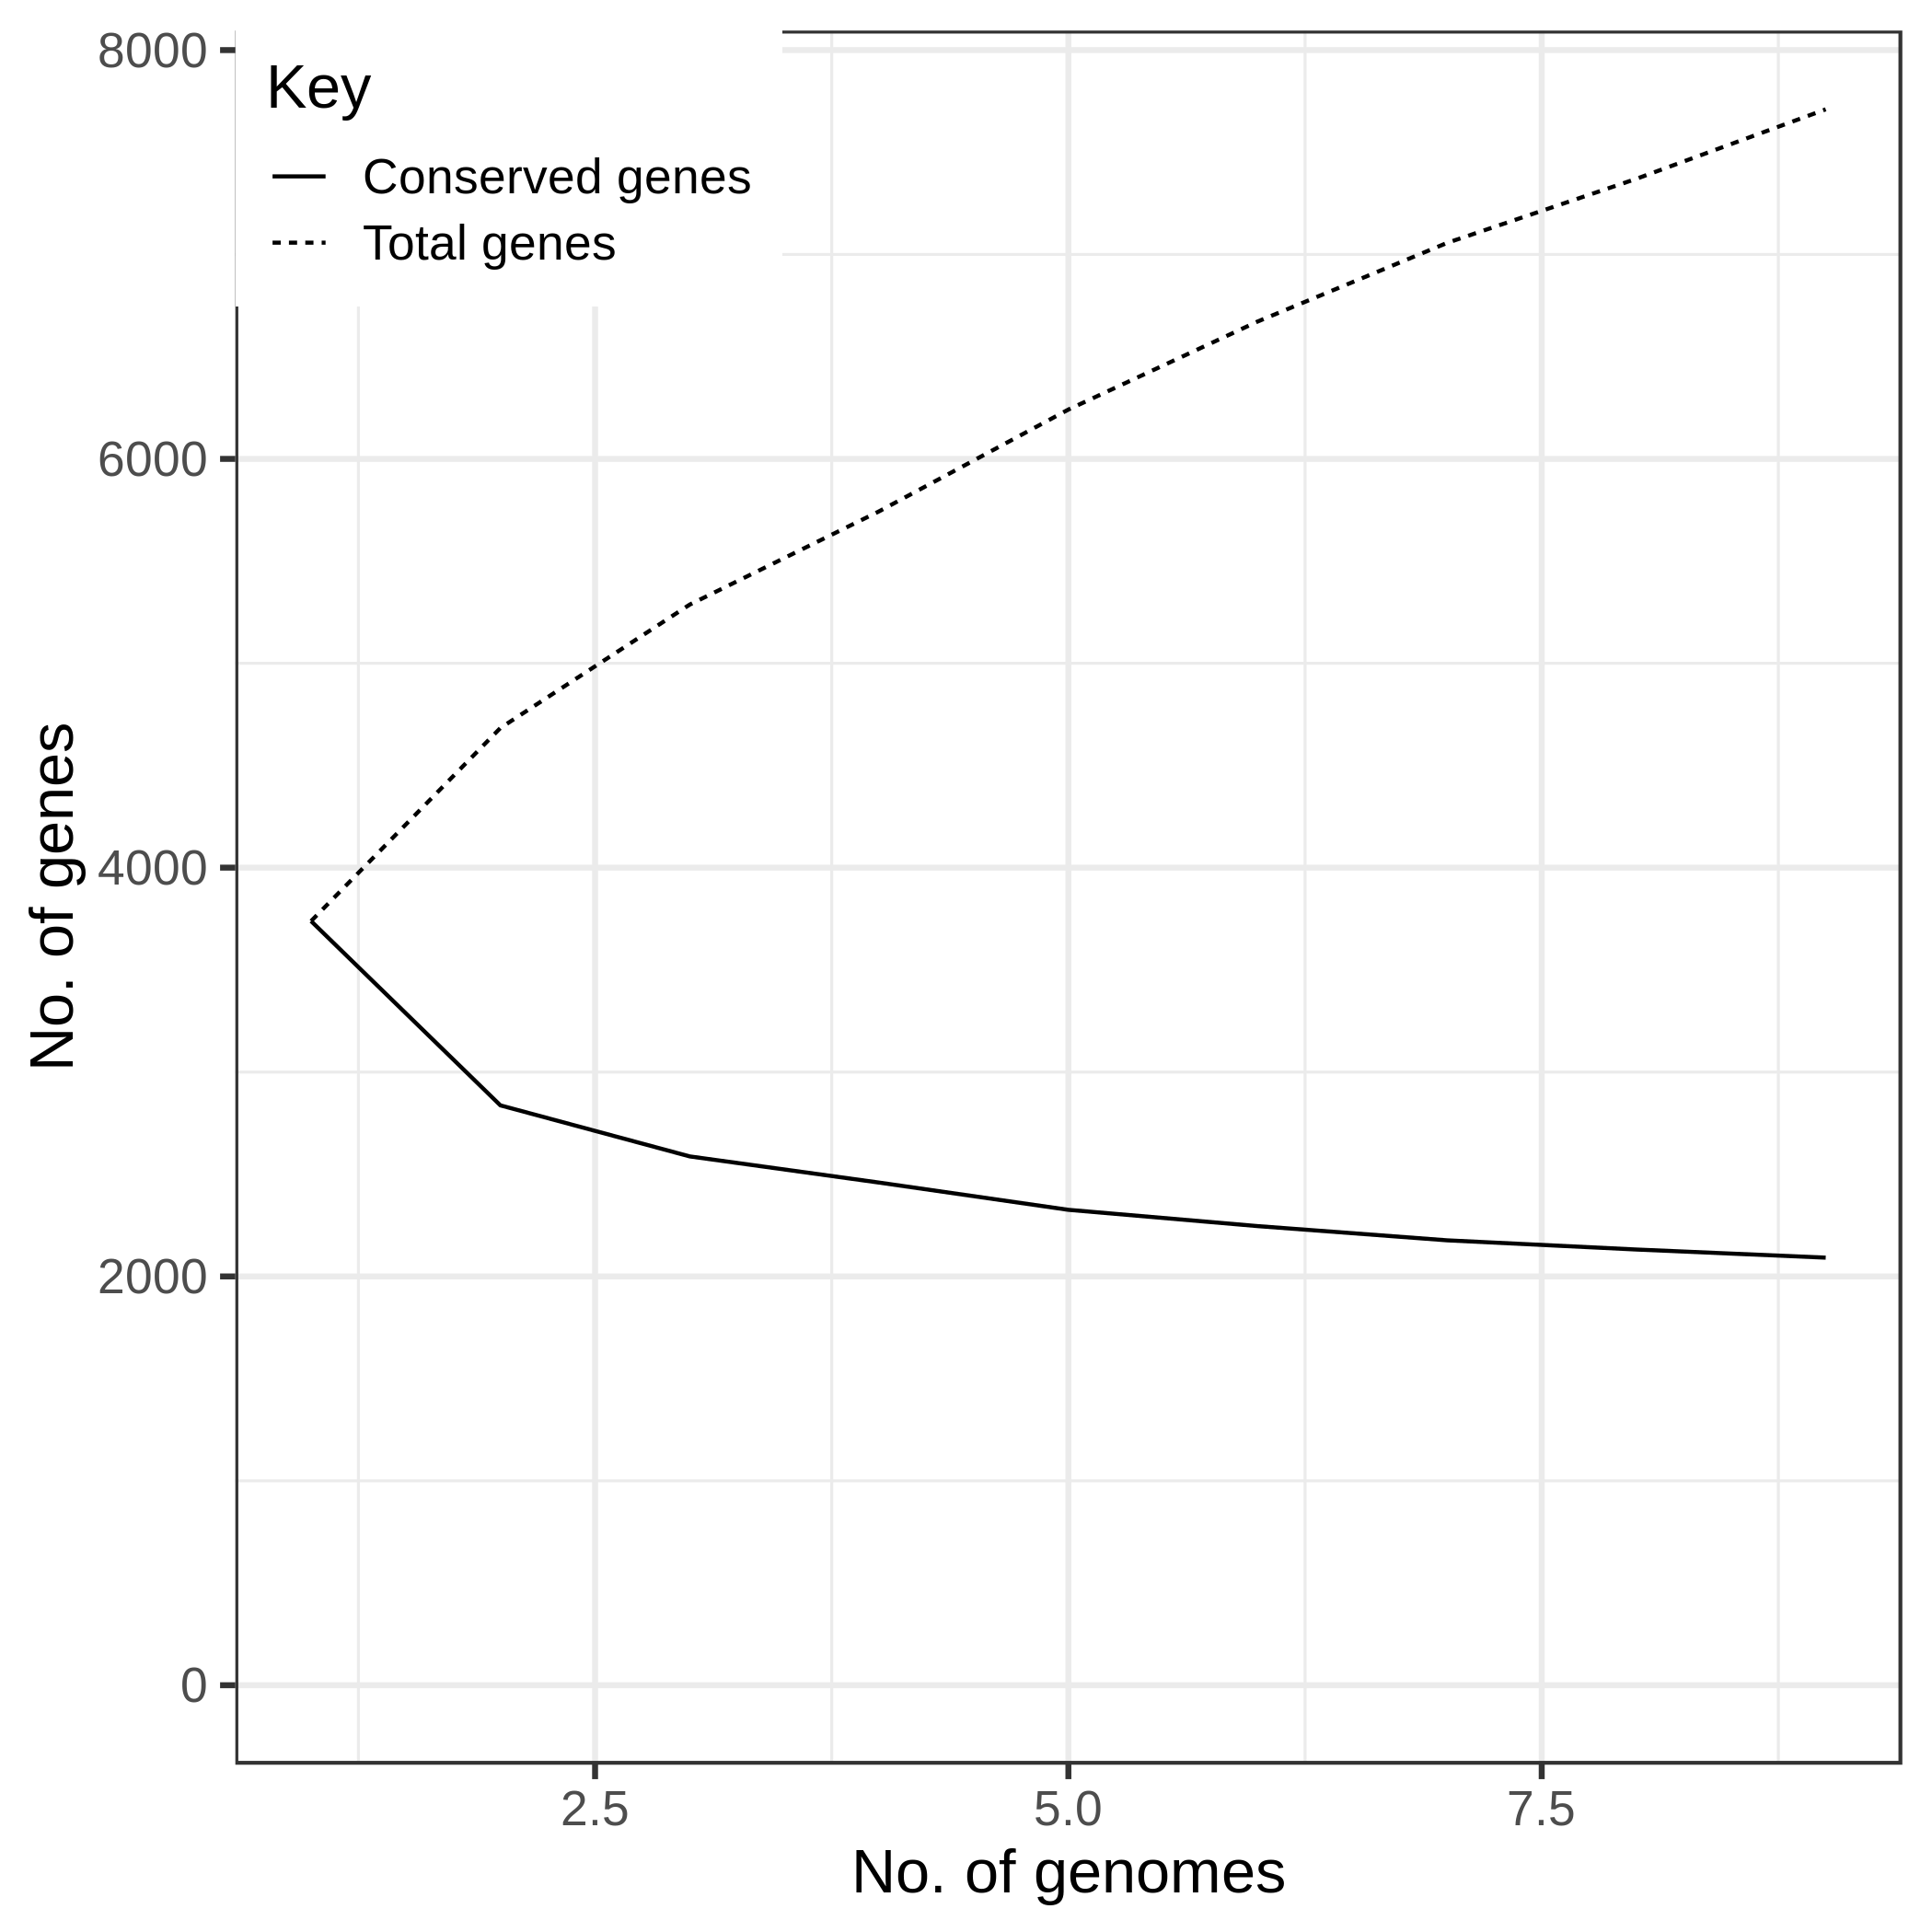 8000
Key
Conserved genes
Total genes
6000
No. of genes
4000
2000
0
2.5 5.0 7.5
No. of genomes